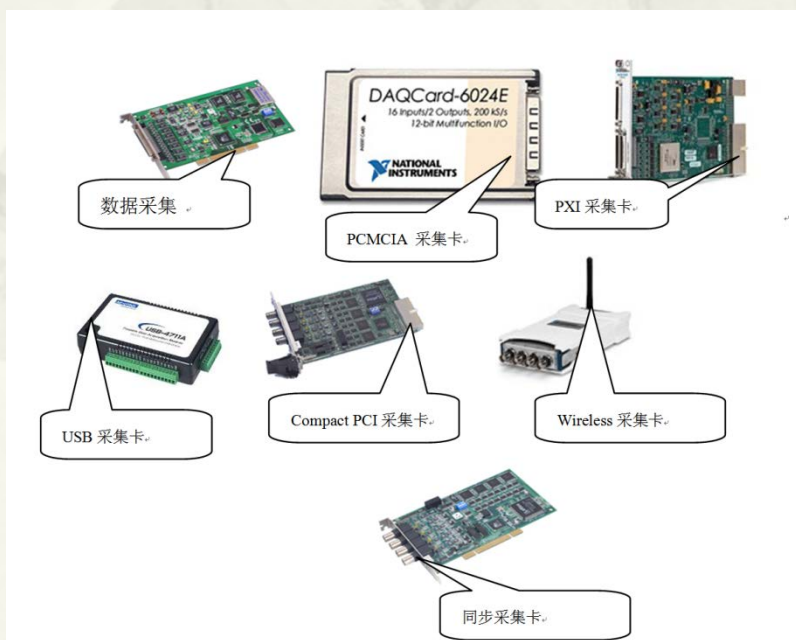 DAQCard-6024E
16 Inputs/2 Outputs, 200 kS/s
12-bit Multifunction I/O
NATIONAL
INSTRUMENTS
数据采集
PCMCIA 采集卡
PXI 采集卡
USB-4711A
USB 采集卡
Compact PCI 采集卡
Wireless 采集卡
同步采集卡